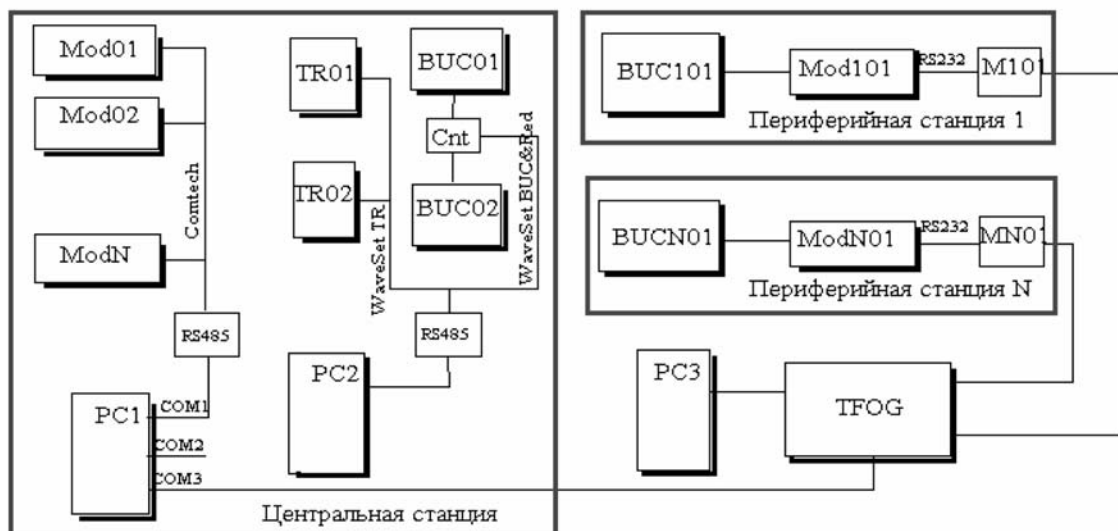 Mod01
Mod02
Comtech
ModN
RS485
PC1
COM1
COM2
COM3
TR01
TR02
WaveSet TR
BUC01
Cnt
BUC02
WaveSet BUC&Red
RS485
PC2
Центральная станция
BUC101
Mod101
RS232
M101
Периферийная станция 1
BUCN01
ModN01
RS232
MN01
Периферийная станция N
PC3
TFOG